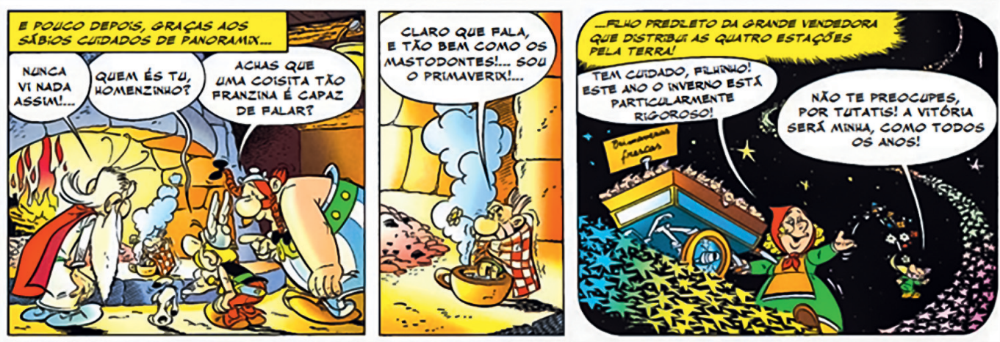 E POUCO DEPOIS, GRAÇAS AOS
SÁBIOS CUIDADOS DE PANORAMIX...
NUNCA
VI NADA
ASSIM!...
QUEM ÉS TU,
HOMENZINHO?
ACHAS QUE
UMA COISITA TÃO
FRANZINA É CAPAZ
DE FALAR?
CLARO QUE FALA,
E TÃO BEM COMO OS
MASTODONTES!... SOU
O PRIMAVERIX!...
...FILHO PREDILETO DA GRANDE VENDEDORA
QUE DISTRIBUI AS QUATRO ESTAÇÕES
PELA TERRA!
TEM CUIDADO, FILHINHO!
ESTE ANO O INVERNO ESTÁ
PARTICULARMENTE
RIGOROSO!
NÃO TE PREOCUPES,
POR TUTATIS! A VITÓRIA
SERÁ MINHA, COMO TODOS
OS ANOS!
Primaveras
frescas